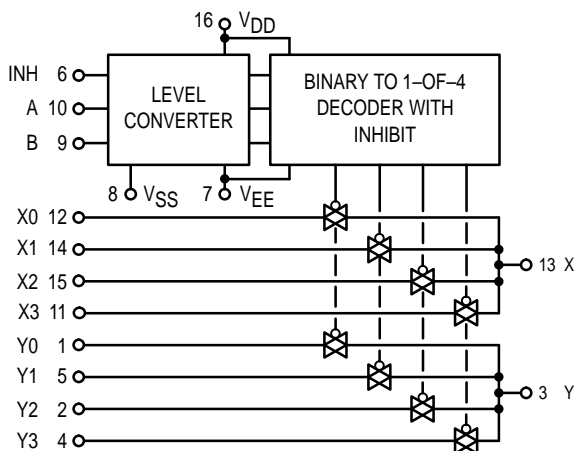 16 VDD
INH 6
A 10
B 9
LEVEL
CONVERTER
BINARY TO 1–OF–4
DECODER WITH
INHIBIT
8 VSS
7 VEE
X0 12
X1 14
X2 15
X3 11
13 X
Y0 1
Y1 5
Y2 2
Y3 4
3 Y